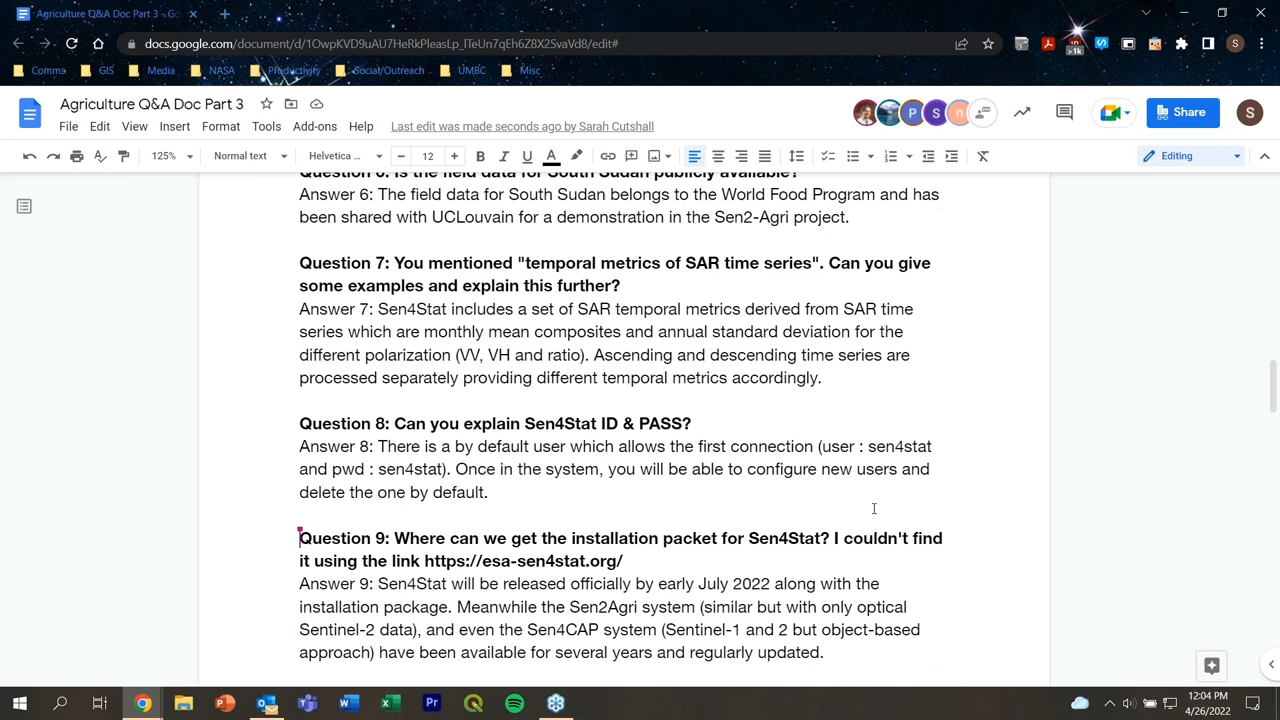 Agriculture Q&A Doc Part 3 - Go
docs.google.com/document/d/1OwpKVD9uAU7HeRkPleasLp_lTeUn7qEh6Z8X2SvaVd8/edit#
>1k
S
Comms GIS Media NASA Productivity Social/Outreach UMBC Misc
Agriculture Q&A Doc Part 3
P S n
Share
S
File Edit View Insert Format Tools Add-ons Help Last edit was made seconds ago by Sarah Cutshall
125% Normal text Helvetica ... 12 B I U A Editing
Answer 6: The field data for South Sudan belongs to the World Food Program and has
been shared with UCLouvain for a demonstration in the Sen2-Agri project.
Question 7: You mentioned "temporal metrics of SAR time series". Can you give
some examples and explain this further?
Answer 7: Sen4Stat includes a set of SAR temporal metrics derived from SAR time
series which are monthly mean composites and annual standard deviation for the
different polarization (VV, VH and ratio). Ascending and descending time series are
processed separately providing different temporal metrics accordingly.
Question 8: Can you explain Sen4Stat ID & PASS?
Answer 8: There is a by default user which allows the first connection (user : sen4stat
and pwd : sen4stat). Once in the system, you will be able to configure new users and
delete the one by default.
Question 9: Where can we get the installation packet for Sen4Stat? I couldn't find
it using the link https://esa-sen4stat.org/
Answer 9: Sen4Stat will be released officially by early July 2022 along with the
installation package. Meanwhile the Sen2Agri system (similar but with only optical
Sentinel-2 data), and even the Sen4CAP system (Sentinel-1 and 2 but object-based
approach) have been available for several years and regularly updated.
12:04 PM
4/26/2022